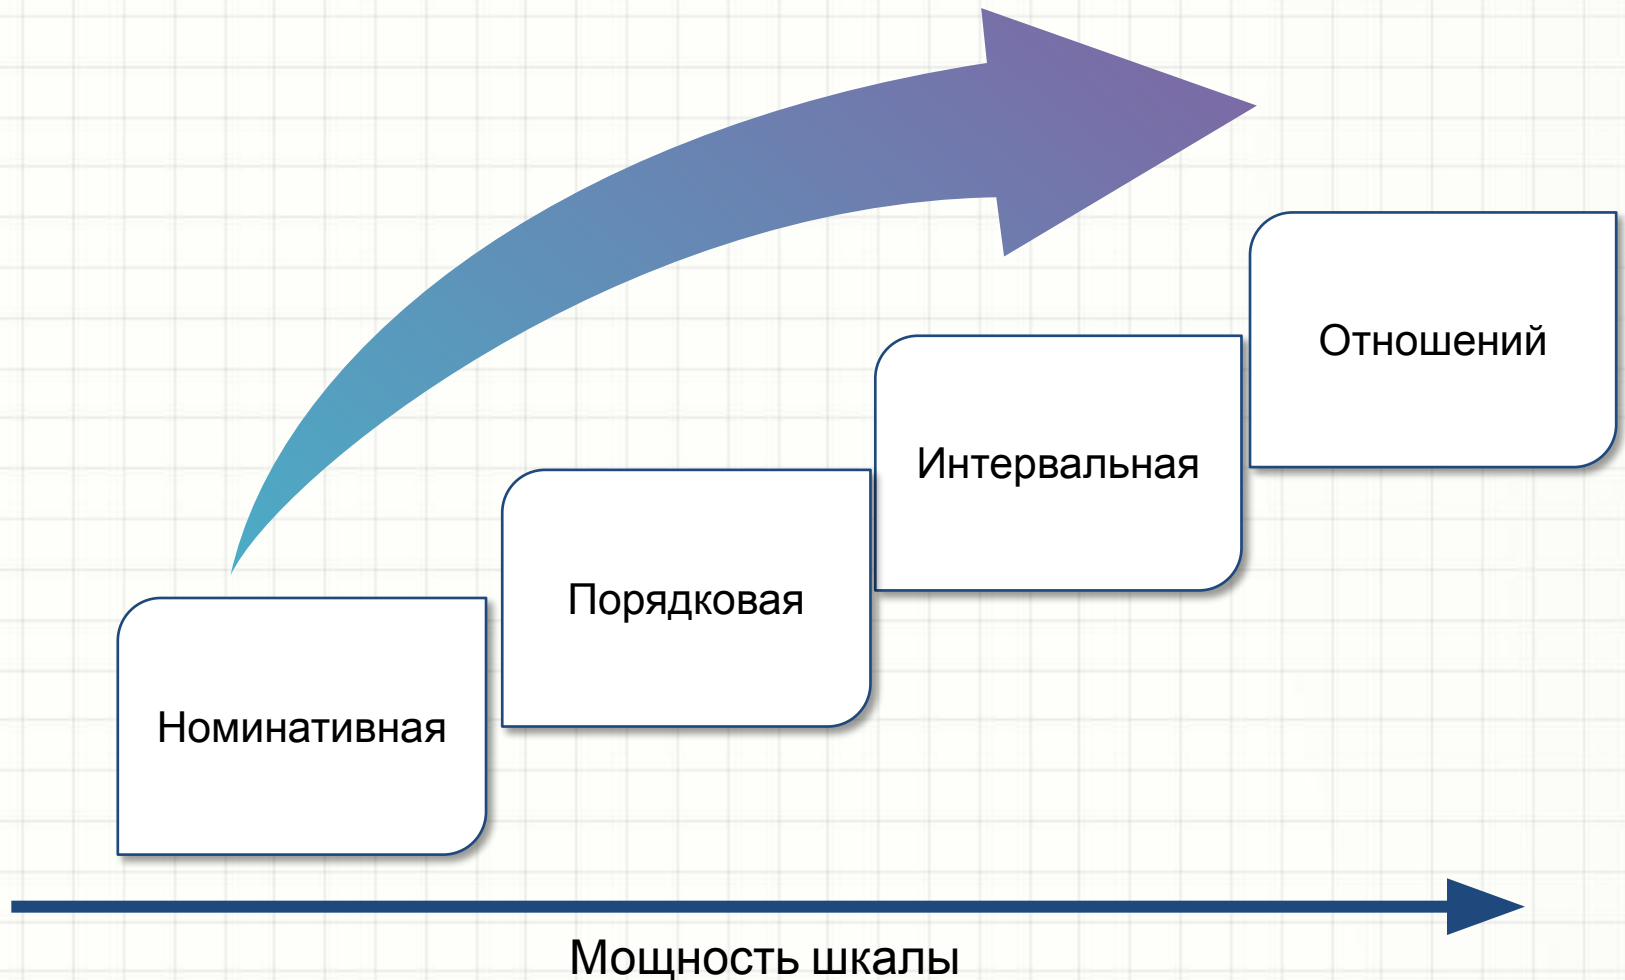 Номинативная
Порядковая
Интервальная
Отношений
Мощность шкалы